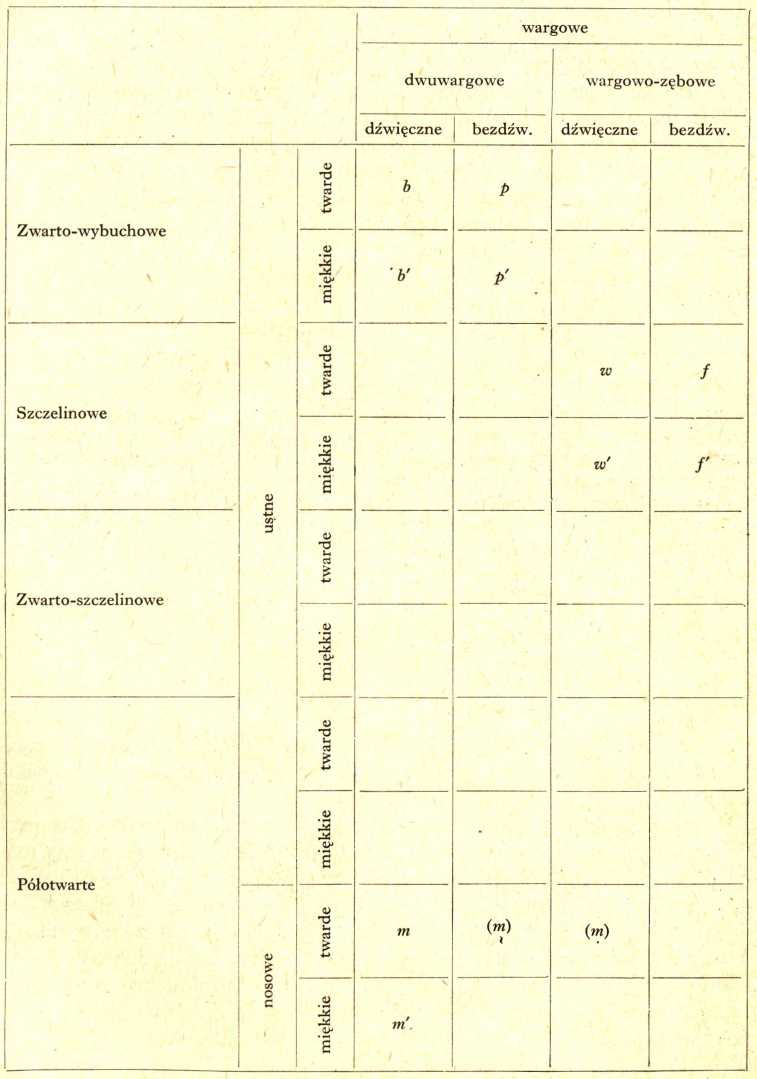 wargowe
dwuwargowe wargowo-zębowe
dźwięczne bezdźw. dźwięczne bezdźw.
Zwarto-wybuchowe
ustne
twarde b p
miękkie b′ p′
Szczelinowe
twarde w f
miękkie w′ f′
Zwarto-szczelinowe
twarde
miękkie
Półotwarte
twarde
miękkie
nosowe
twarde m (m̦) (ṃ)
miękkie m′